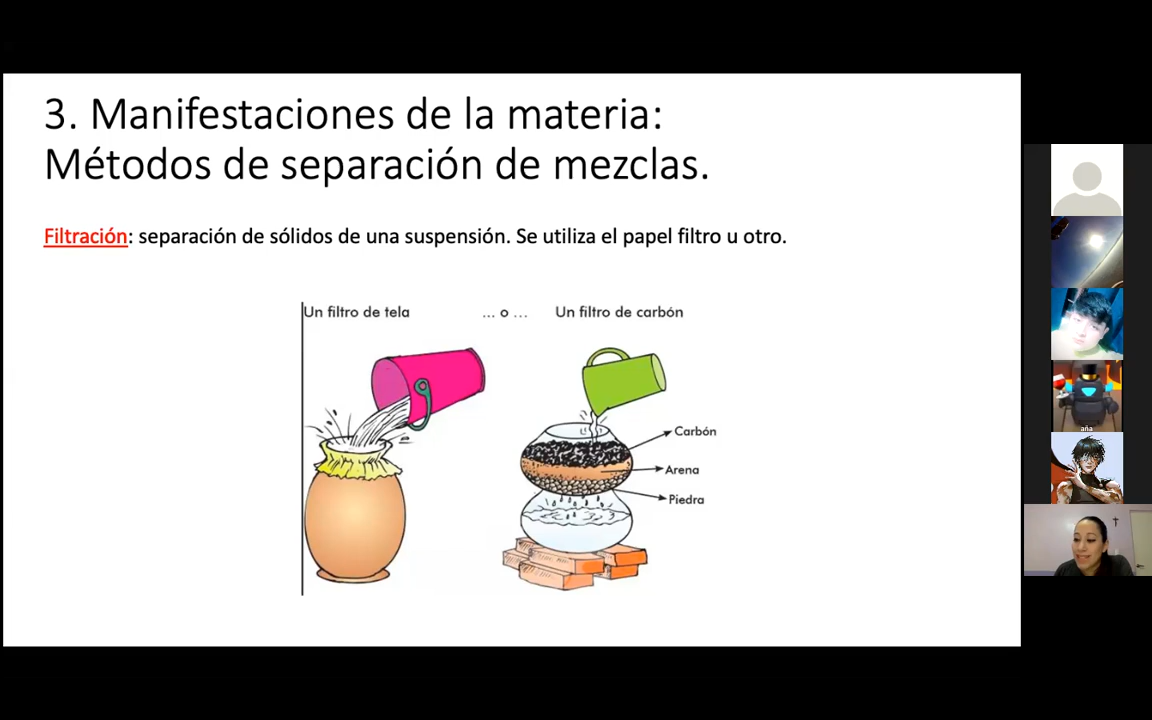 3. Manifestaciones de la materia:
Métodos de separación de mezclas.
Filtración: separación de sólidos de una suspensión. Se utiliza el papel filtro u otro.
Un filtro de tela ... o ... Un filtro de carbón
Carbón
Arena
Piedra
aña